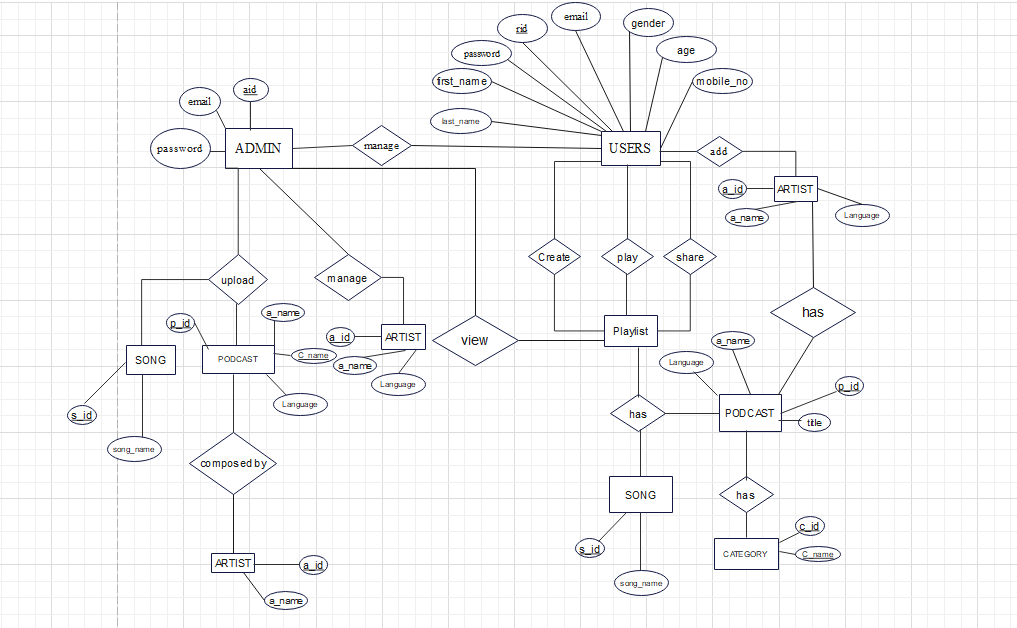 email
rid
gender
password
age
first_name
mobile_no
aid
email
last_name
password
ADMIN
manage
USERS
add
a_id
ARTIST
a_name
Language
Create
play
share
upload
manage
view
has
p_id
a_name
a_id
ARTIST
Playlist
SONG
PODCAST
C_name
a_name
Language
a_name
Language
p_id
Language
s_id
has
PODCAST
title
song_name
composed by
SONG
has
c_id
s_id
CATEGORY
C_name
ARTIST
a_id
song_name
a_name